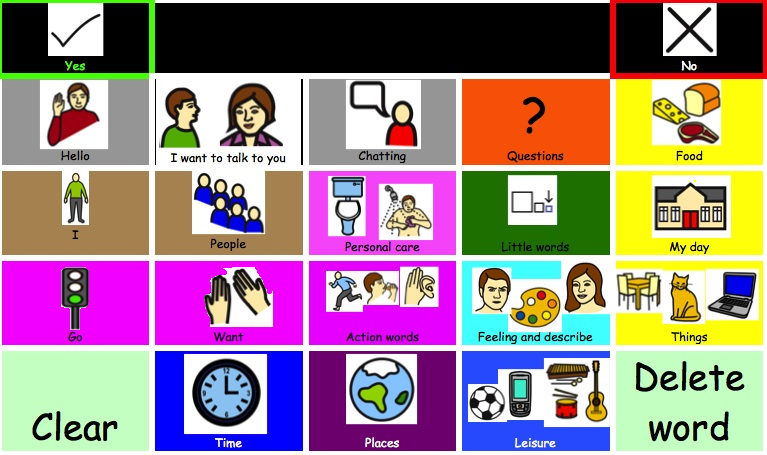 Yes
No
Hello
I want to talk to you
Chatting
Questions
Food
I
People
Personal care
Little words
My day
Go
Want
Action words
Feeling and describe
Things
Clear
Time
Places
Leisure
Delete
word